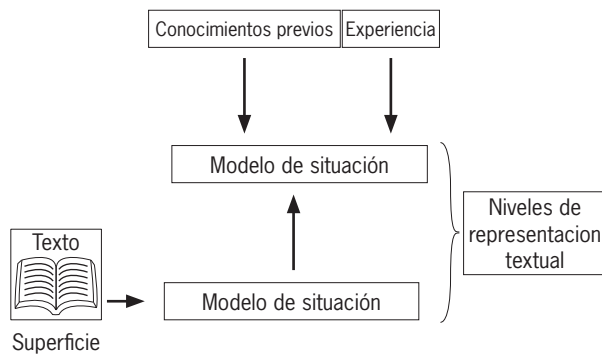 Conocimientos previos
Experiencia
Modelo de situación
Niveles de
representacion
textual
Texto
Modelo de situación
Superficie